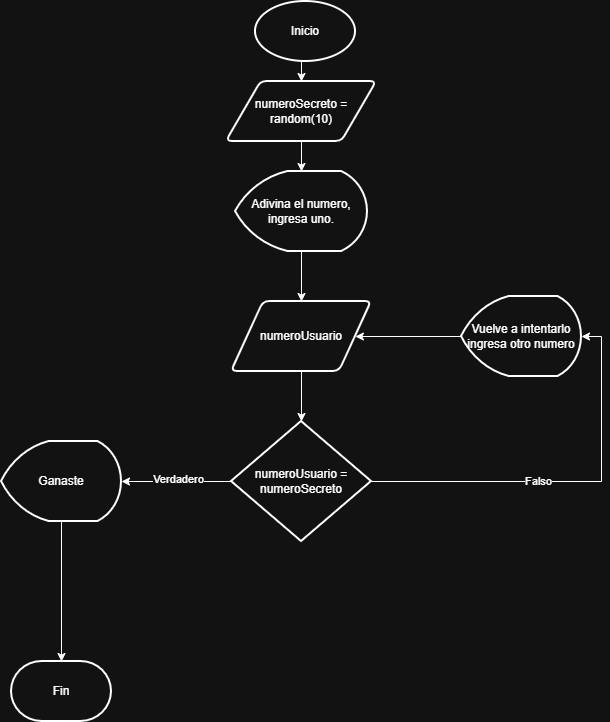 Inicio
numeroSecreto =
random(10)
Adivina el numero,
ingresa uno.
numeroUsuario
Vuelve a intentarlo
ingresa otro numero
numeroUsuario =
numeroSecreto
Verdadero
Falso
Ganaste
Fin